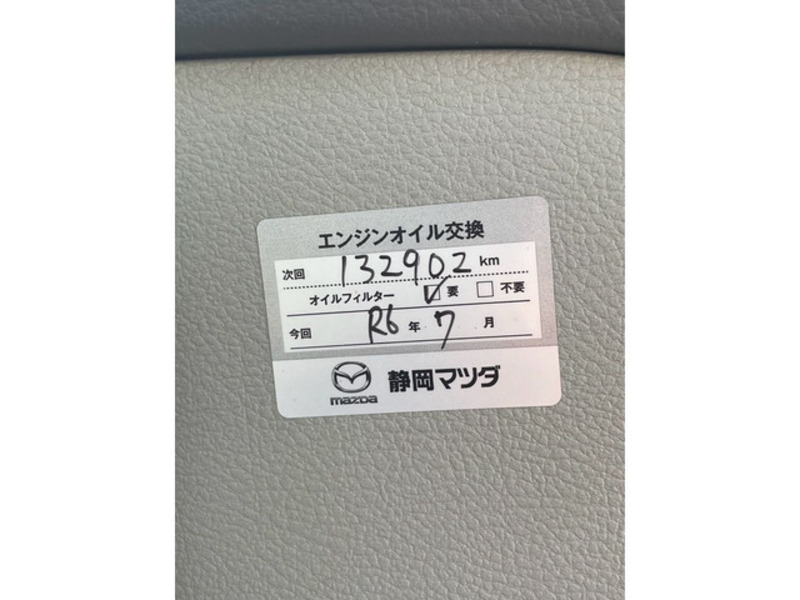 エンジンオイル交換
次回 132902 km
オイルフィルター ☑ 要 ☐ 不要
今回 R6 年 7 月
mazda 静岡マツダ